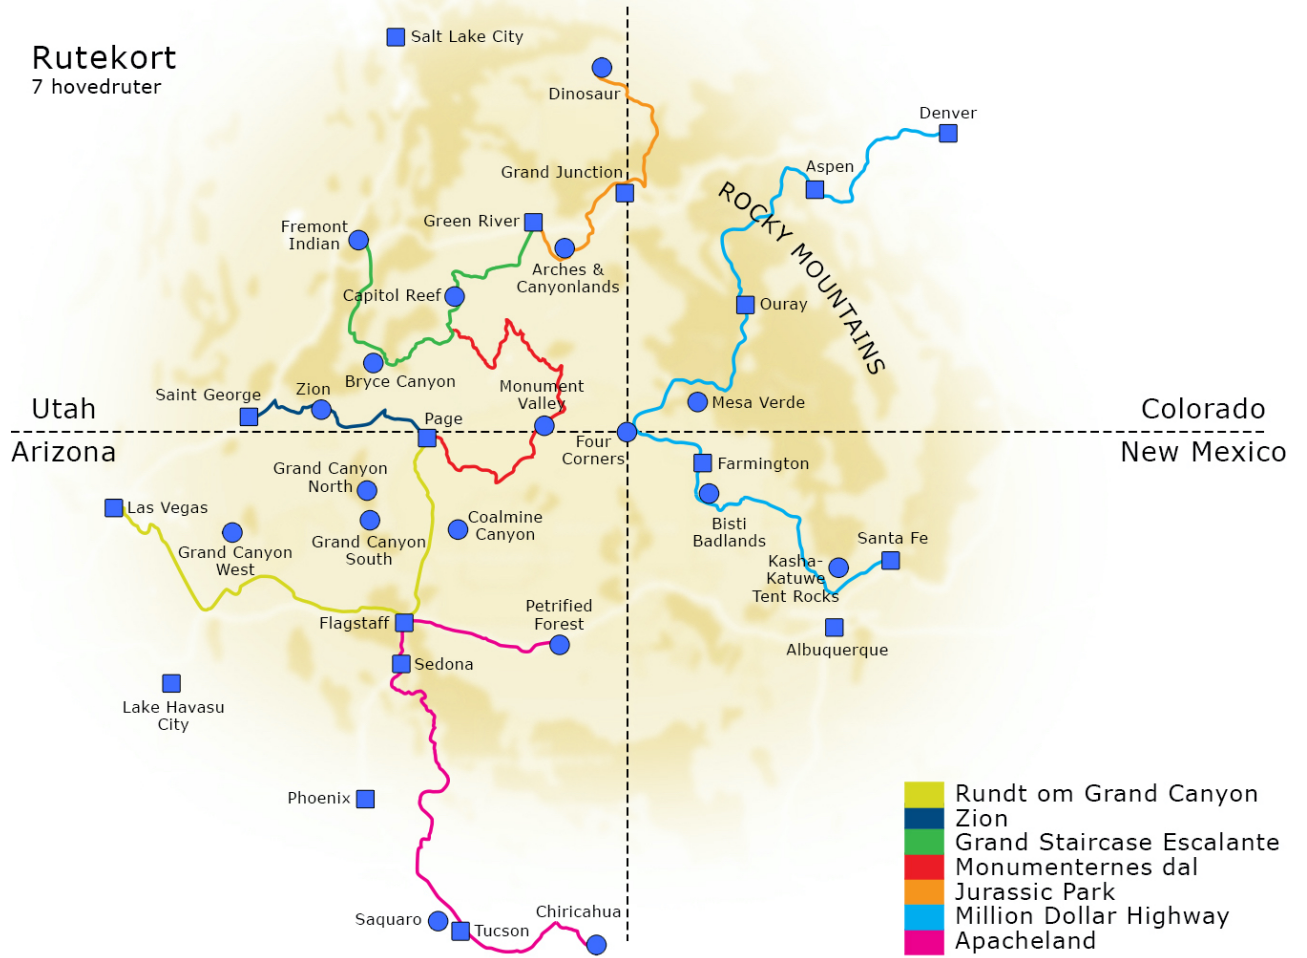 Rutekort
7 hovedruter
Salt Lake City
Dinosaur
Denver
Grand Junction
Aspen
ROCKY MOUNTAINS
Green River
Fremont
Indian
Arches &
Canyonlands
Capitol Reef
Ouray
Bryce Canyon
Monument
Valley
Saint George
Zion
Mesa Verde
Page
Utah
Colorado
Arizona
New Mexico
Four
Corners
Farmington
Grand Canyon
North
Las Vegas
Grand Canyon
West
Grand Canyon
South
Coalmine
Canyon
Bisti
Badlands
Santa Fe
Kasha-
Katuwe
Tent Rocks
Petrified
Forest
Flagstaff
Albuquerque
Sedona
Lake Havasu
City
Phoenix
Saquaro
Tucson
Chiricahua
Rundt om Grand Canyon
Zion
Grand Staircase Escalante
Monumenternes dal
Jurassic Park
Million Dollar Highway
Apacheland